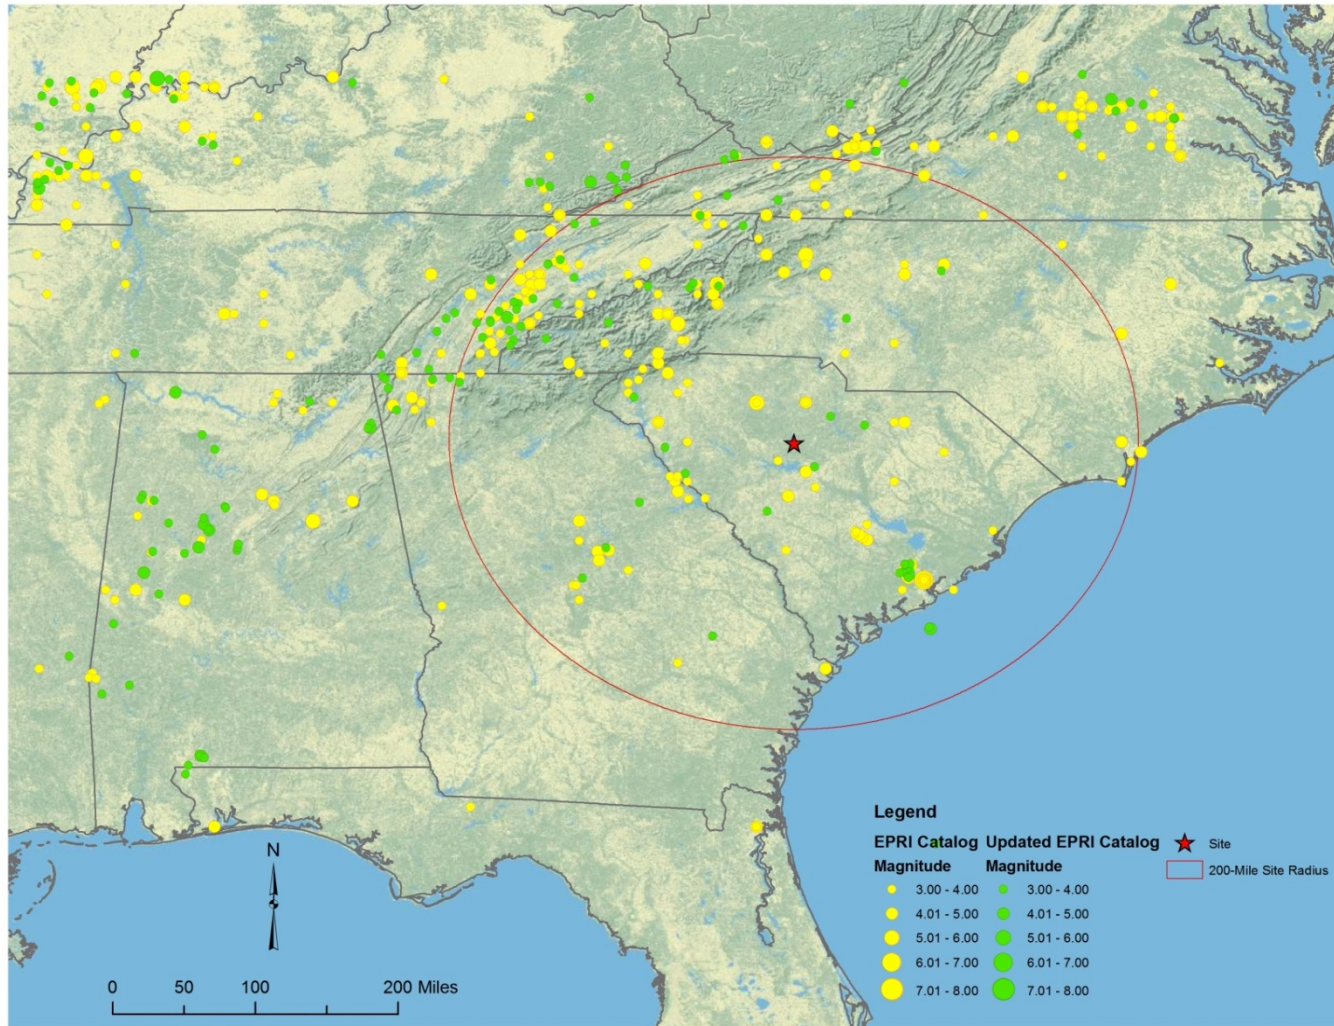 N
0 50 100 200 Miles
Legend
EPRI Catalog Updated EPRI Catalog
Magnitude Magnitude
3.00 - 4.00 3.00 - 4.00
4.01 - 5.00 4.01 - 5.00
5.01 - 6.00 5.01 - 6.00
6.01 - 7.00 6.01 - 7.00
7.01 - 8.00 7.01 - 8.00
Site
200-Mile Site Radius